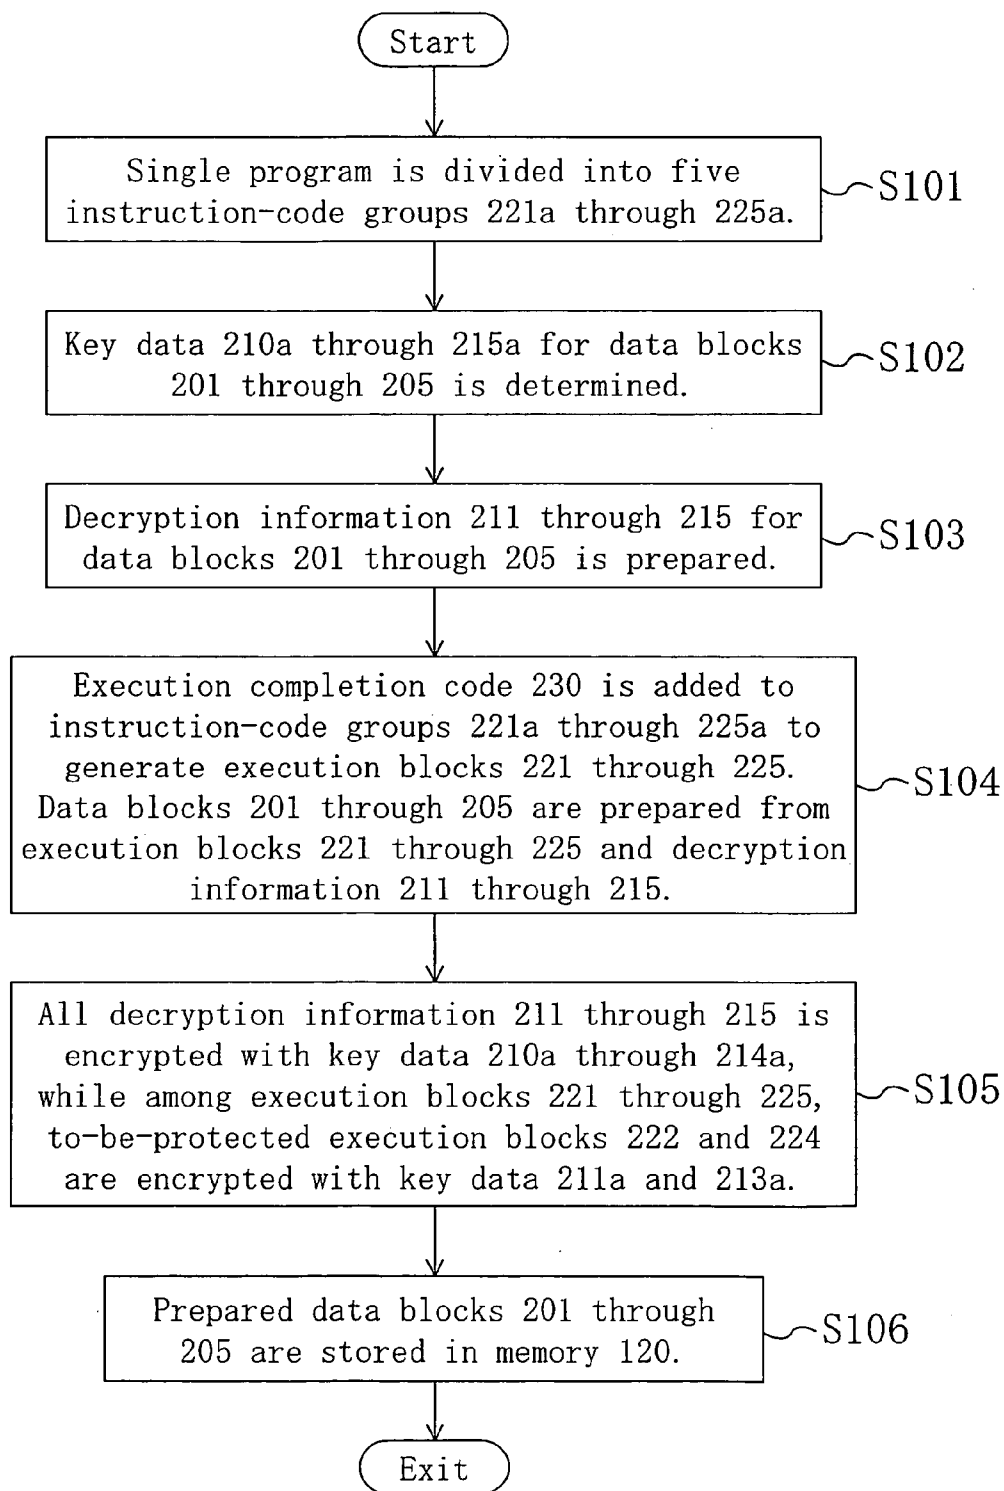 Start
Single program is divided into five
instruction-code groups 221a through 225a.
S101
Key data 210a through 215a for data blocks
201 through 205 is determined.
S102
Decryption information 211 through 215 for
data blocks 201 through 205 is prepared.
S103
Execution completion code 230 is added to
instruction-code groups 221a through 225a to
generate execution blocks 221 through 225.
Data blocks 201 through 205 are prepared from
execution blocks 221 through 225 and decryption
information 211 through 215.
S104
All decryption information 211 through 215 is
encrypted with key data 210a through 214a,
while among execution blocks 221 through 225,
to-be-protected execution blocks 222 and 224
are encrypted with key data 211a and 213a.
S105
Prepared data blocks 201 through
205 are stored in memory 120.
S106
Exit